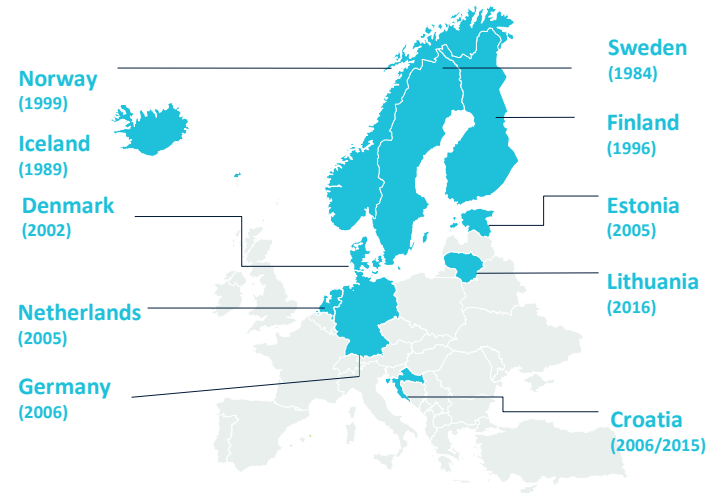 Norway
(1999)
Iceland
(1989)
Denmark
(2002)
Netherlands
(2005)
Germany
(2006)
Sweden
(1984)
Finland
(1996)
Estonia
(2005)
Lithuania
(2016)
Croatia
(2006/2015)